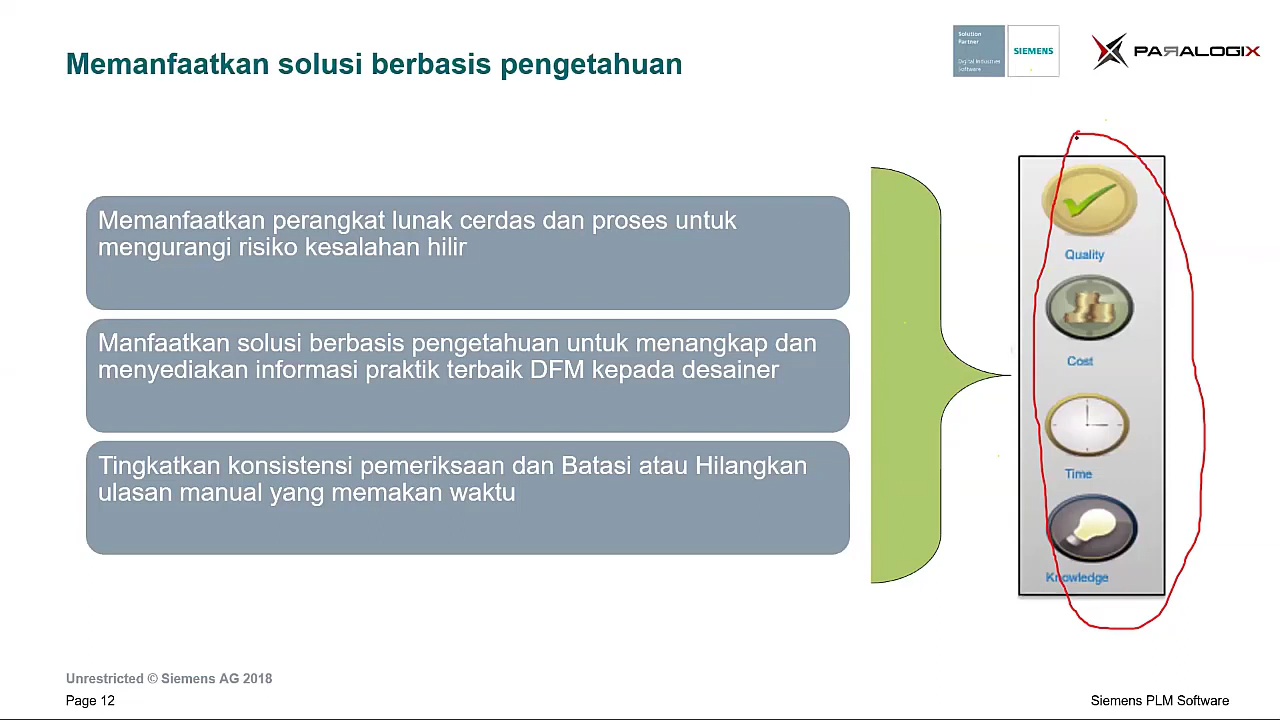 Memanfaatkan solusi berbasis pengetahuan
Solution
Partner
Digital Industries
Software
SIEMENS
PARALOGIX
Memanfaatkan perangkat lunak cerdas dan proses untuk
mengurangi risiko kesalahan hilir
Manfaatkan solusi berbasis pengetahuan untuk menangkap dan
menyediakan informasi praktik terbaik DFM kepada desainer
Tingkatkan konsistensi pemeriksaan dan Batasi atau Hilangkan
ulasan manual yang memakan waktu
Quality
Cost
Time
Knowledge
Unrestricted © Siemens AG 2018
Page 12
Siemens PLM Software